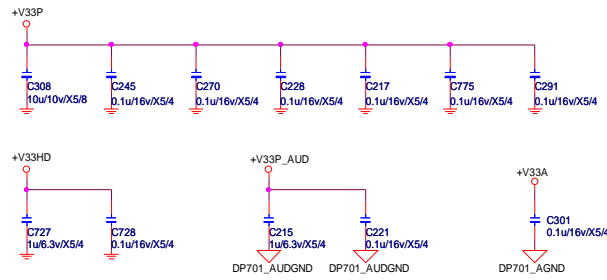 +V33P
C308
10u/10v/X5/8
C245
0.1u/16v/X5/4
C270
0.1u/16v/X5/4
C228
0.1u/16v/X5/4
C217
0.1u/16v/X5/4
C775
0.1u/16v/X5/4
C291
0.1u/16v/X5/4
+V33HD
C727
1u/6.3v/X5/4
C728
0.1u/16v/X5/4
+V33P_AUD
C215
1u/6.3v/X5/4
DP701_AUDGND
C221
0.1u/16v/X5/4
DP701_AUDGND
+V33A
C301
0.1u/16v/X5/4
DP701_AGND